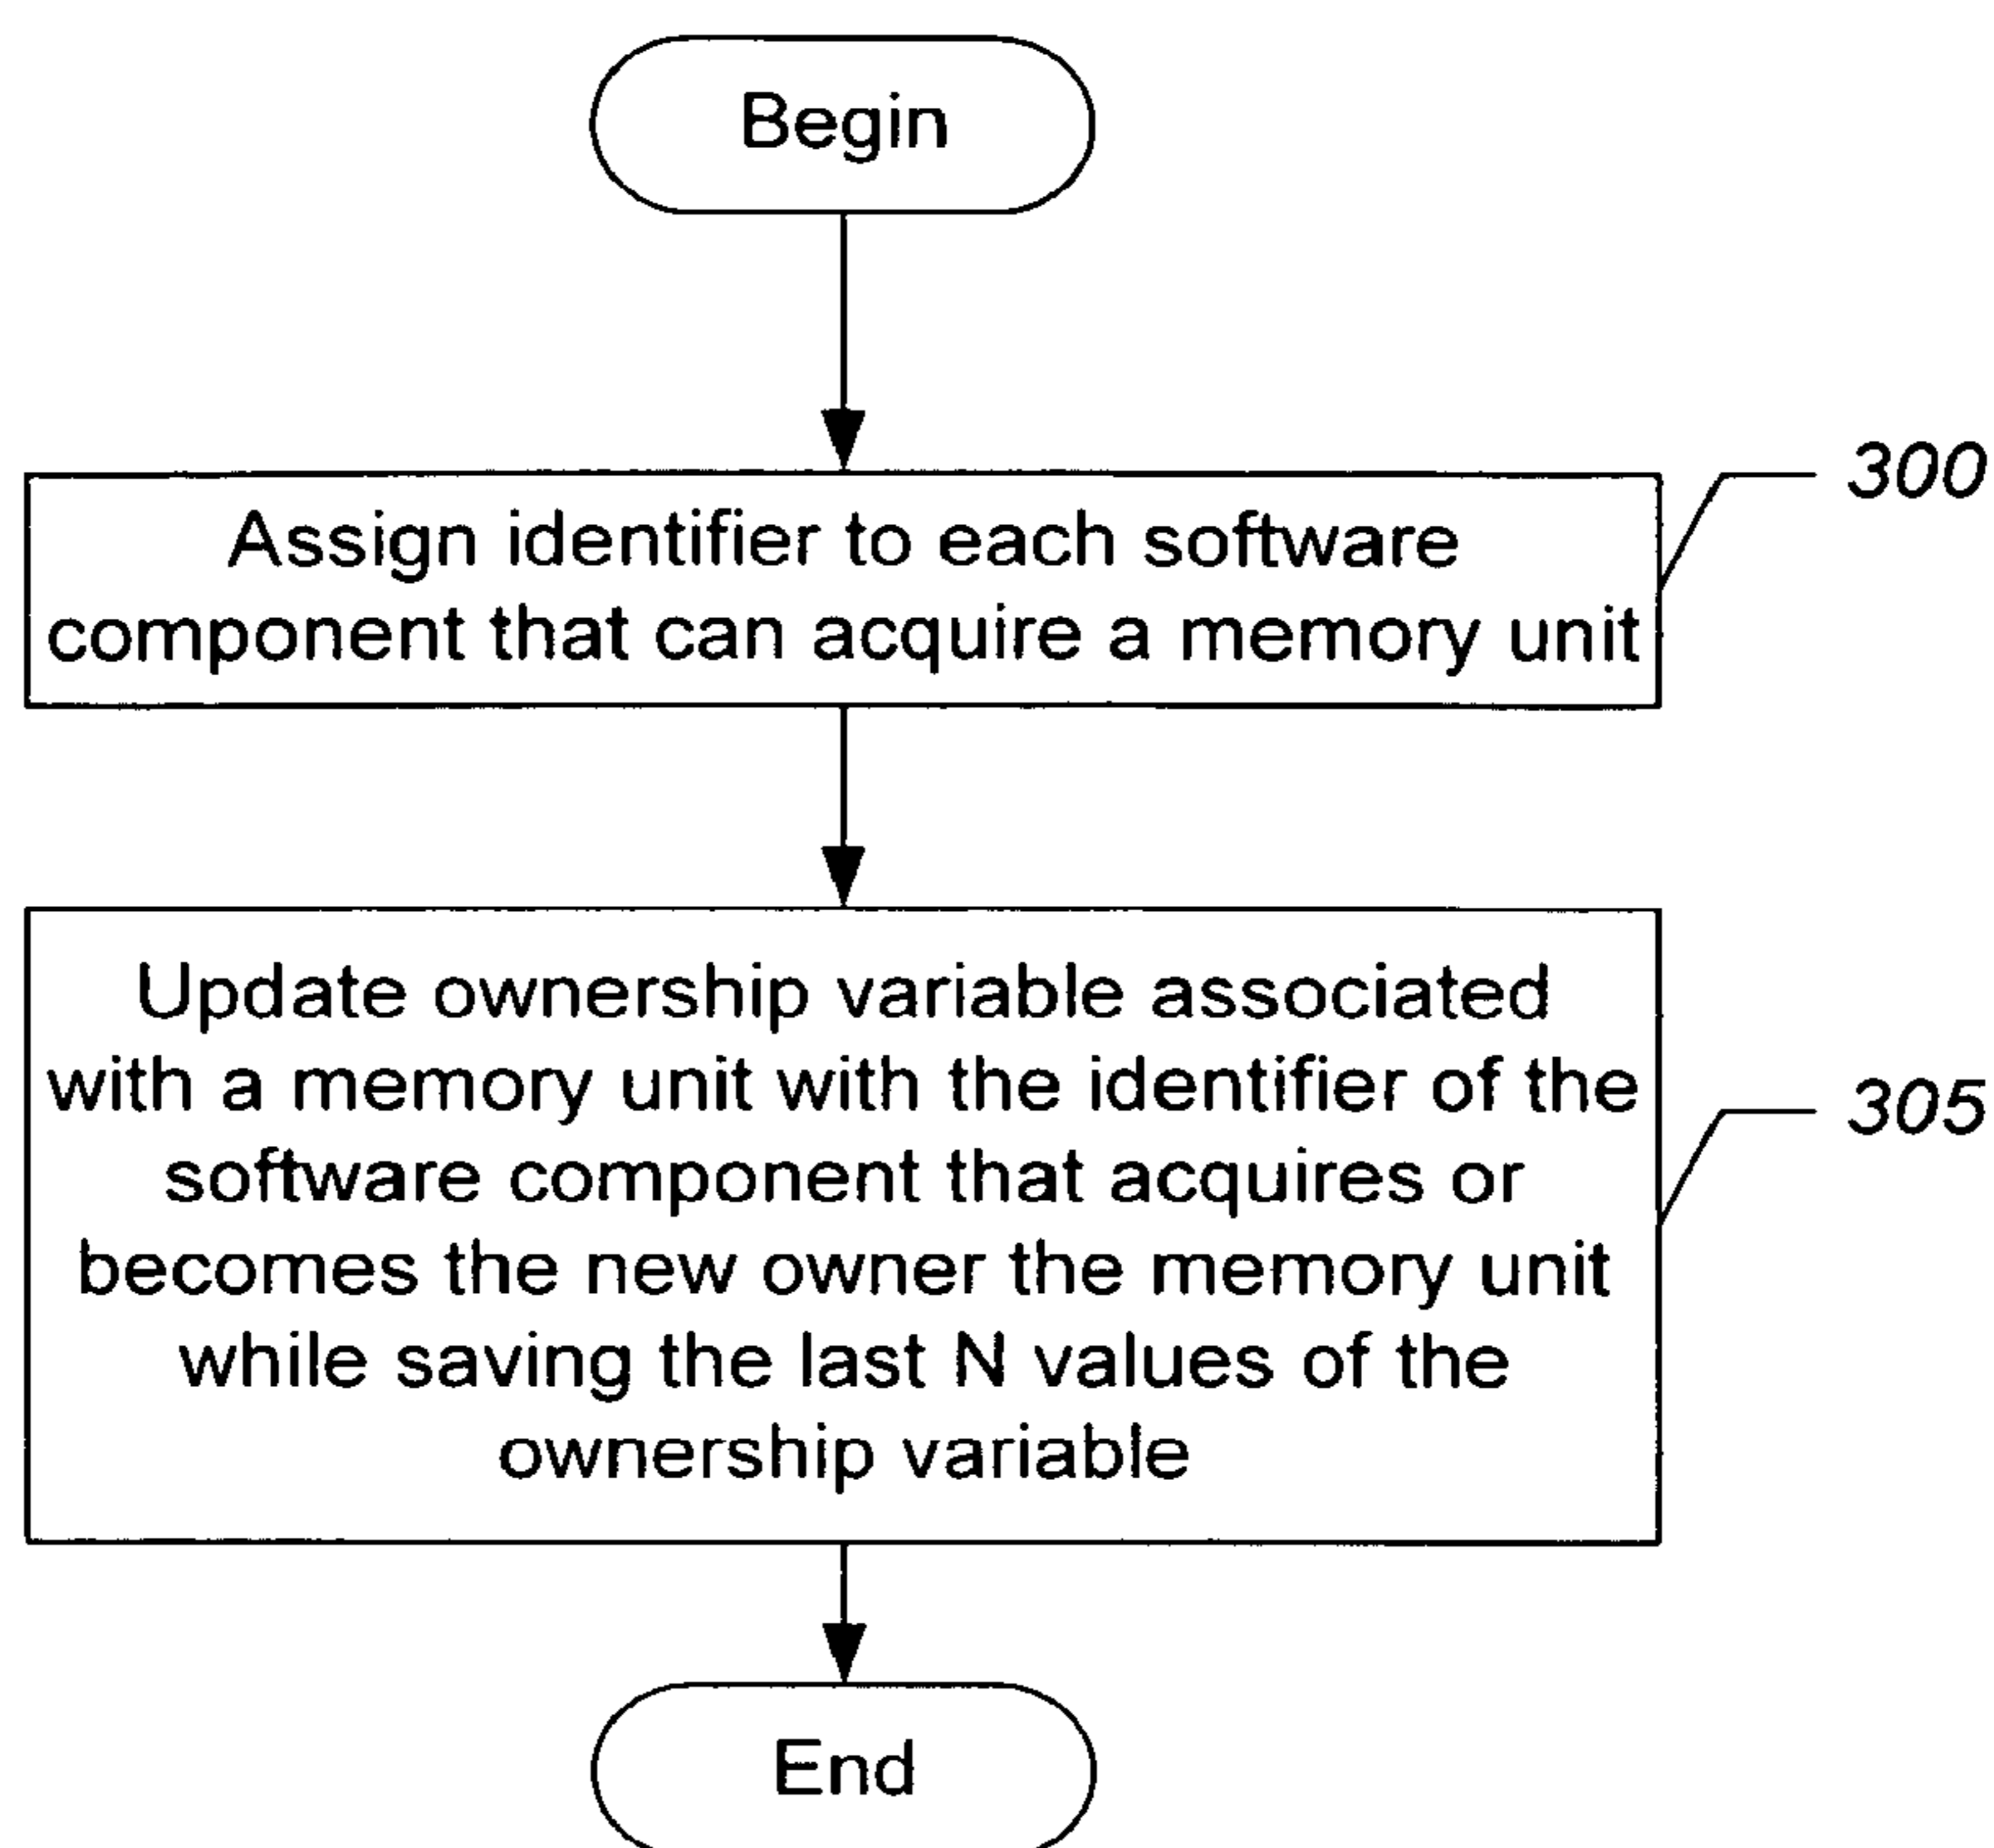 Begin
300
Assign identifier to each software
component that can acquire a memory unit
Update ownership variable associated
with a memory unit with the identifier of the
305
software component that acquires or
becomes the new owner the memory unit
while saving the last N values of the
ownership variable
End